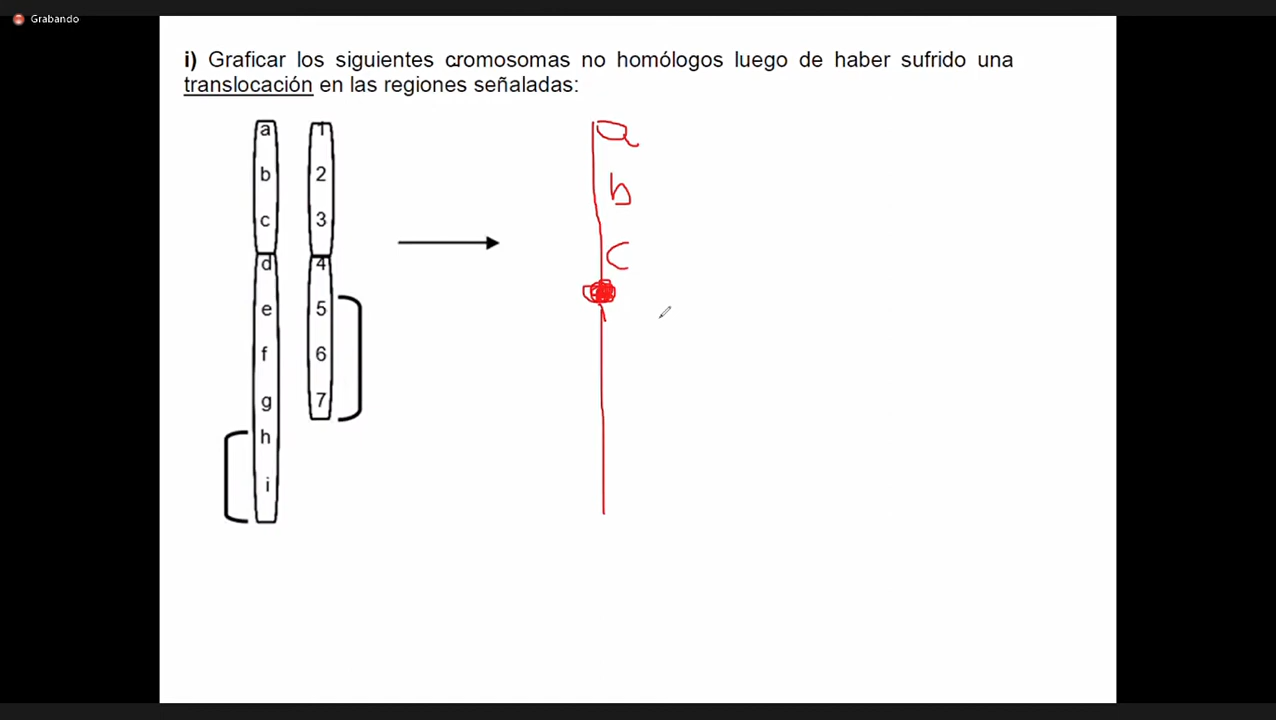 Grabando
i) Graficar los siguientes cromosomas no homólogos luego de haber sufrido una
translocación en las regiones señaladas:
a 1
b 2
c 3
d 4
e 5
f 6
g 7
h
i
a
b
c